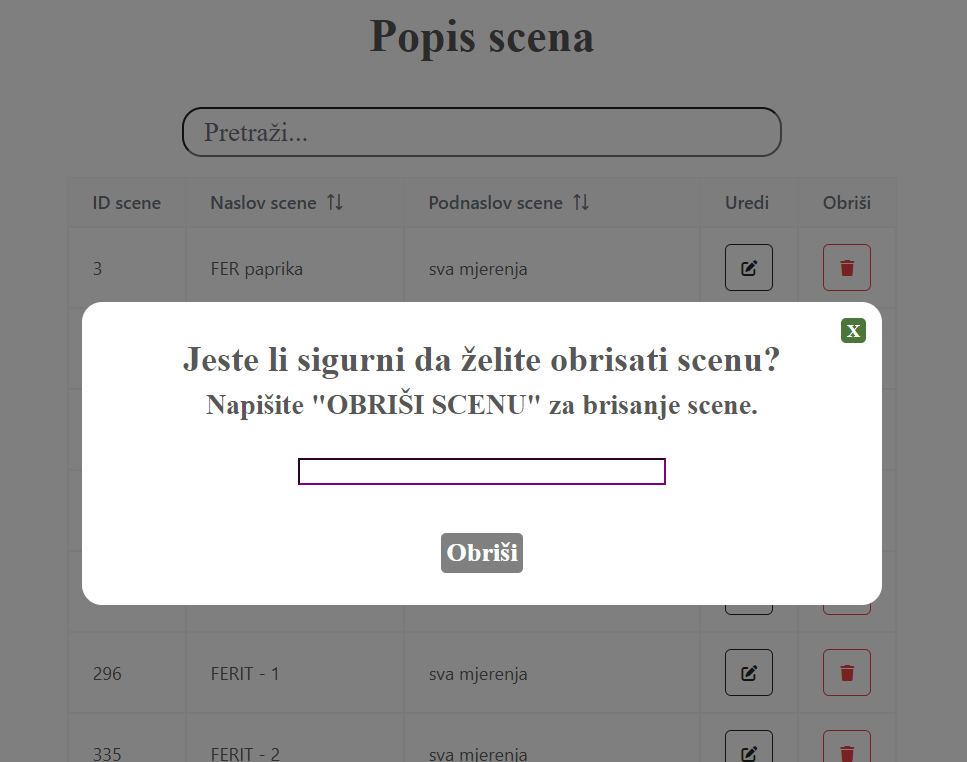 Popis scena
Pretraži...
ID scene Naslov scene Podnaslov scene Uredi Obriši
3 FER paprika sva mjerenja
X
Jeste li sigurni da želite obrisati scenu?
Napišite "OBRIŠI SCENU" za brisanje scene.
Obriši
296 FERIT - 1 sva mjerenja
335 FERIT - 2 sva mjerenja